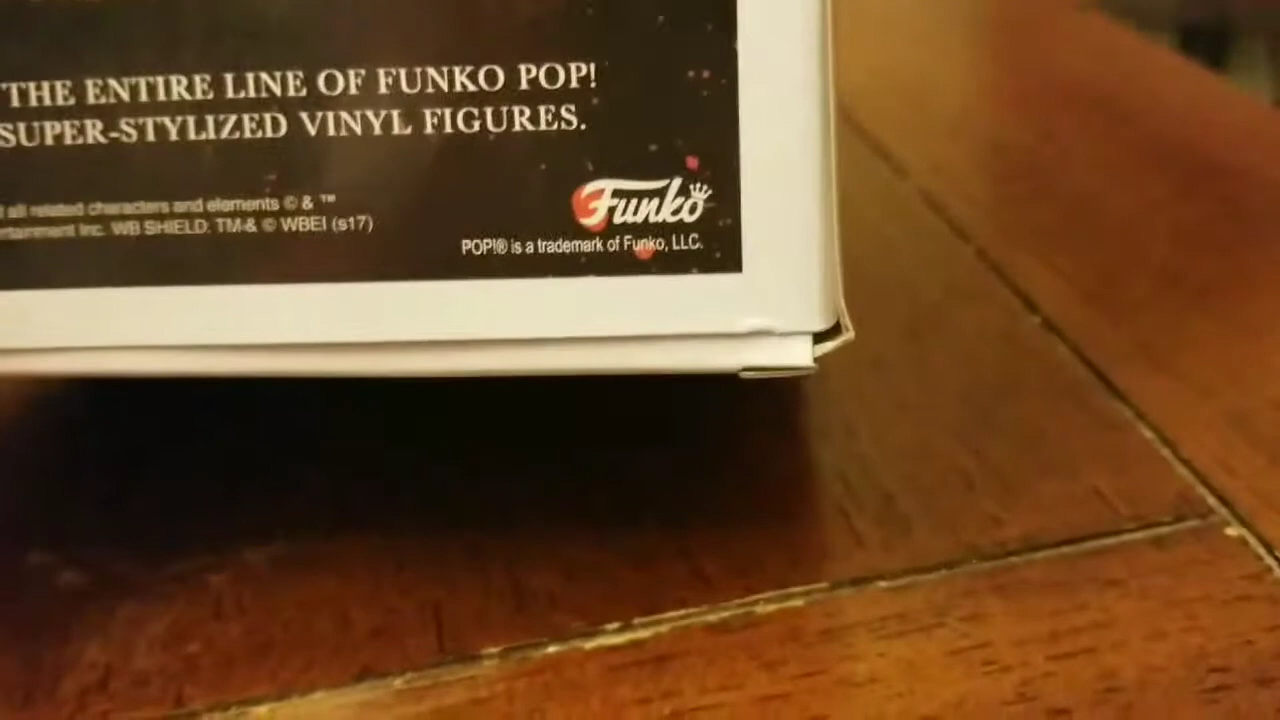 THE ENTIRE LINE OF FUNKO POP!
SUPER-STYLIZED VINYL FIGURES.
all related characters and elements © & ™
Inc. WB SHIELD: TM & © WBEI (s17)
Funko
POP!® is a trademark of Funko, LLC.